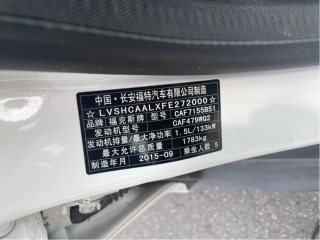 中国·长安福特汽车有限公司制造
★LVSHCAALXFE272000★
品牌/型号 福克斯牌 CAF7155B51
发动机型号 CAF479WQ2
发动机排量/功率 1.5L/133kW
最大允许总质量 1783kg
制造年月 2015-09 乘坐人数 5